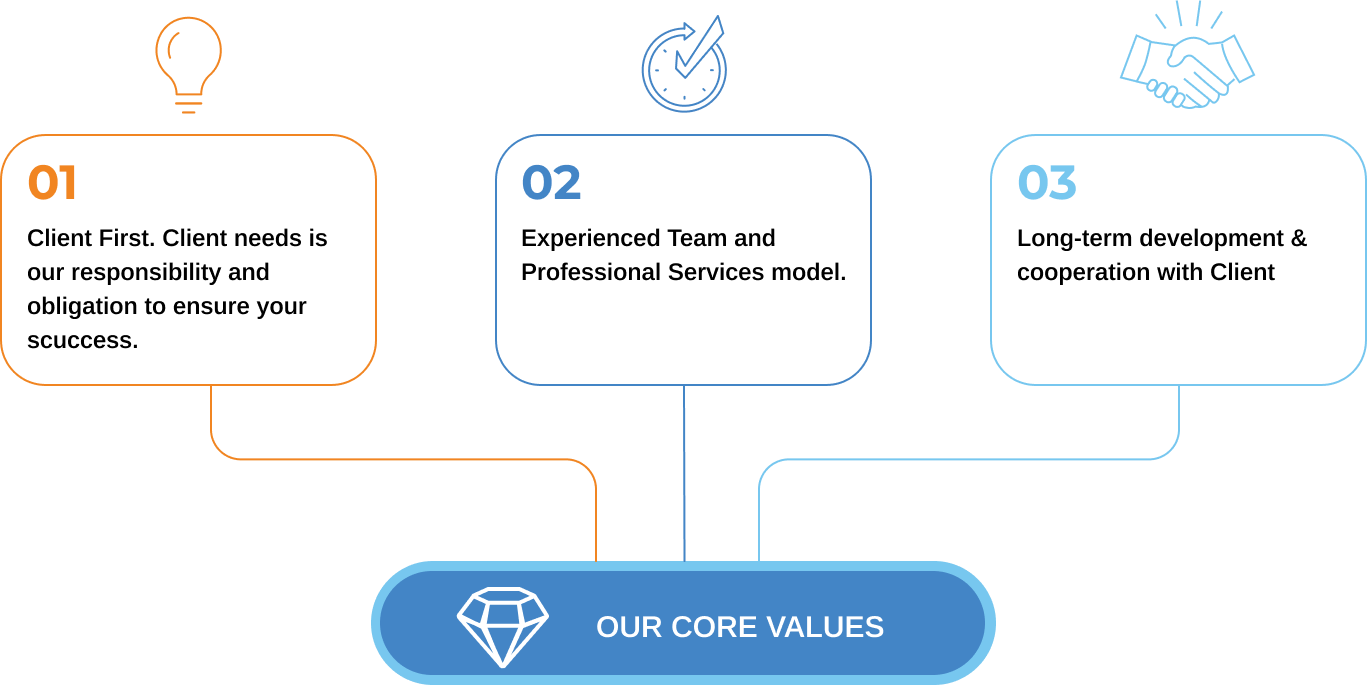 01
Client First. Client needs is
our responsibility and
obligation to ensure your
scuccess.
02
Experienced Team and
Professional Services model.
03
Long-term development &
cooperation with Client
OUR CORE VALUES